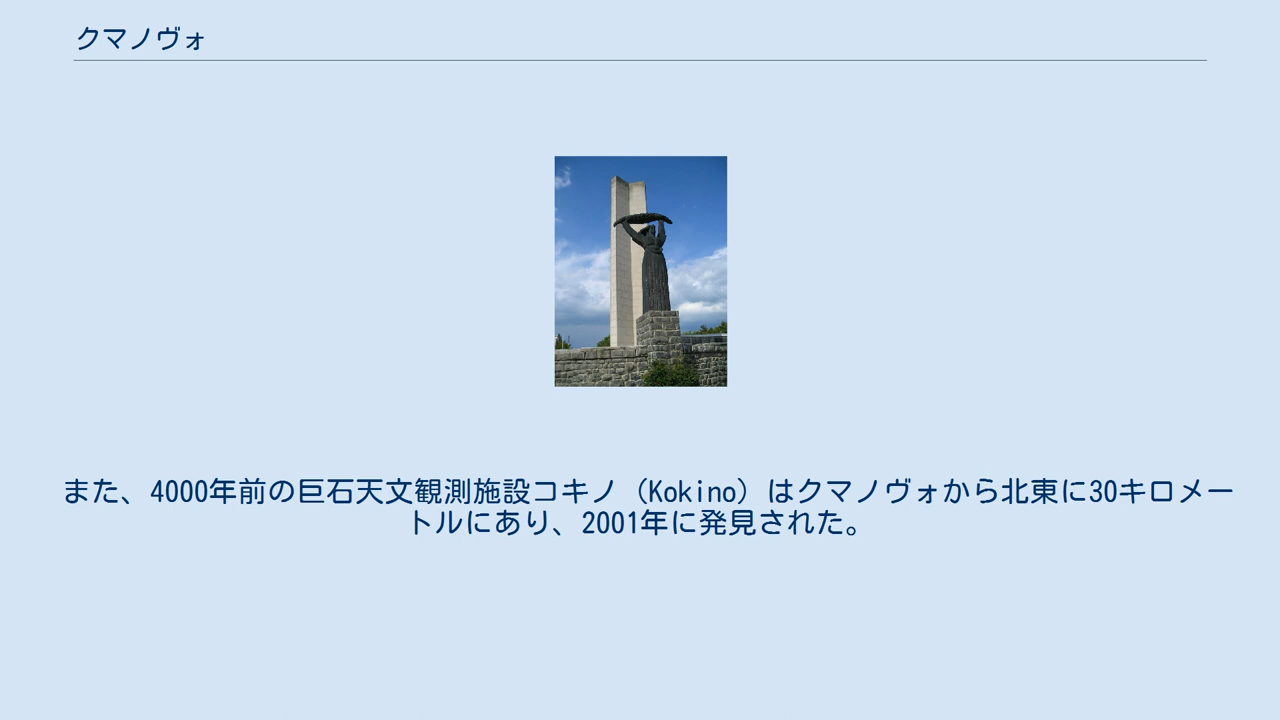 クマノヴォ
また、4000年前の巨石天文観測施設コキノ（Kokino）はクマノヴォから北東に30キロメー
トルにあり、2001年に発見された。